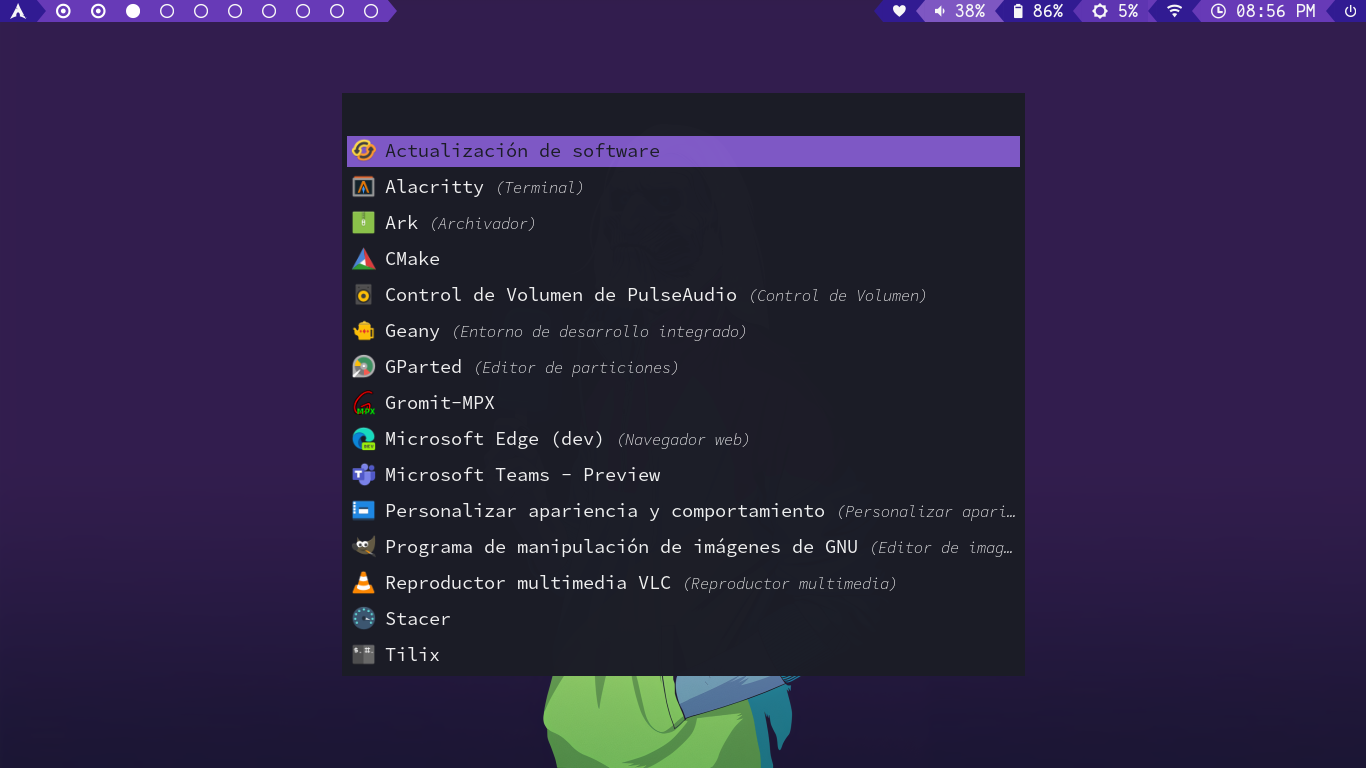 38% 86% 5% 08:56 PM
Actualización de software
Alacritty (Terminal)
Ark (Archivador)
CMake
Control de Volumen de PulseAudio (Control de Volumen)
Geany (Entorno de desarrollo integrado)
GParted (Editor de particiones)
MPX Gromit-MPX
DEV Microsoft Edge (dev) (Navegador web)
T Microsoft Teams - Preview
Personalizar apariencia y comportamiento (Personalizar apari…
Programa de manipulación de imágenes de GNU (Editor de imag…
Reproductor multimedia VLC (Reproductor multimedia)
Stacer
Tilix